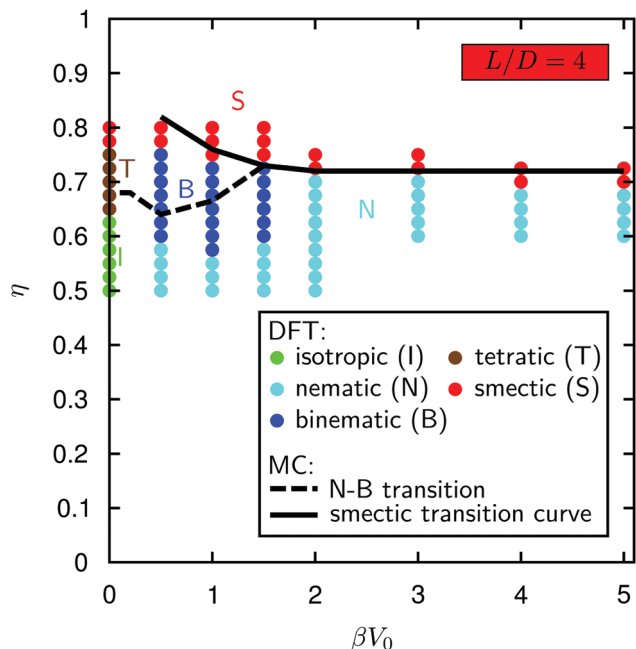 1
0.9
0.8
0.7
0.6
0.5
0.4
0.3
0.2
0.1
0
η
L/D = 4
S
T
B
N
I
DFT:
isotropic (I)
tetratic (T)
nematic (N)
smectic (S)
binematic (B)
MC:
N-B transition
smectic transition curve
0 1 2 3 4 5
βV₀